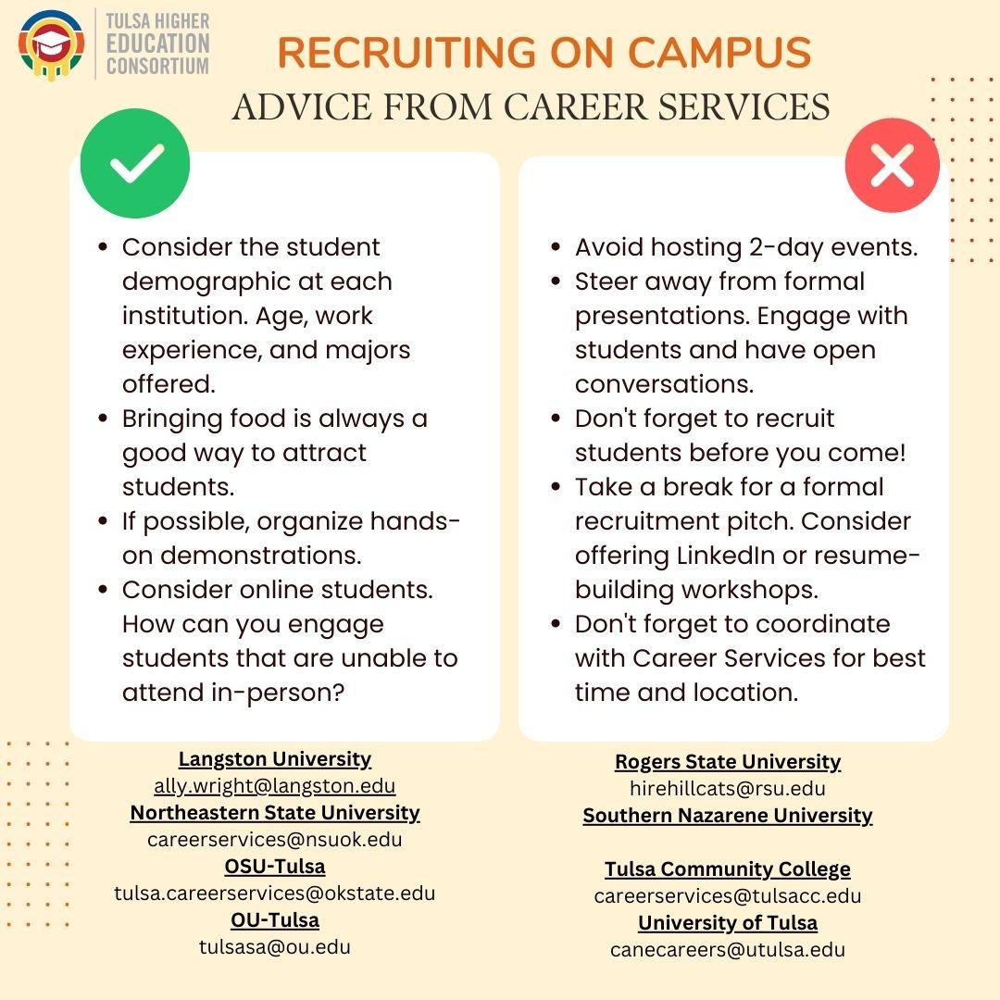 TULSA HIGHER
EDUCATION
CONSORTIUM
RECRUITING ON CAMPUS
ADVICE FROM CAREER SERVICES
• Consider the student
demographic at each
institution. Age, work
experience, and majors
offered.
• Bringing food is always a
good way to attract
students.
• If possible, organize hands-
on demonstrations.
• Consider online students.
How can you engage
students that are unable to
attend in-person?
• Avoid hosting 2-day events.
• Steer away from formal
presentations. Engage with
students and have open
conversations.
• Don't forget to recruit
students before you come!
• Take a break for a formal
recruitment pitch. Consider
offering LinkedIn or resume-
building workshops.
• Don't forget to coordinate
with Career Services for best
time and location.
Langston University
ally.wright@langston.edu
Northeastern State University
careerservices@nsuok.edu
OSU-Tulsa
tulsa.careerservices@okstate.edu
OU-Tulsa
tulsasa@ou.edu
Rogers State University
hirehillcats@rsu.edu
Southern Nazarene University
Tulsa Community College
careerservices@tulsacc.edu
University of Tulsa
canecareers@utulsa.edu